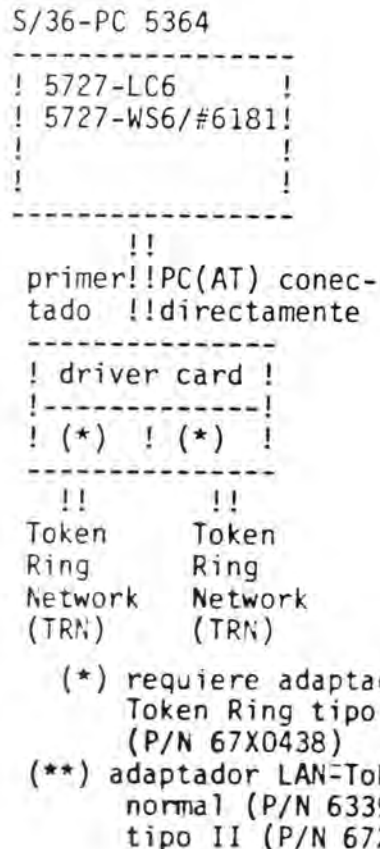 S/36-PC 5364
------------------
! 5727-LC6 !
! 5727-WS6/#6181!
! !
! !
------------------
!!
primer!!PC(AT) conec-
tado !!directamente
----------------
! driver card !
!--------------!
! (*) ! (*) !
----------------
!! !!
Token Token
Ring Ring
Network Network
(TRN) (TRN)
(*) requiere
Token Ring tipo
(P/N 67X0438)
(**) adaptador
normal (P/N
tipo II (P/N